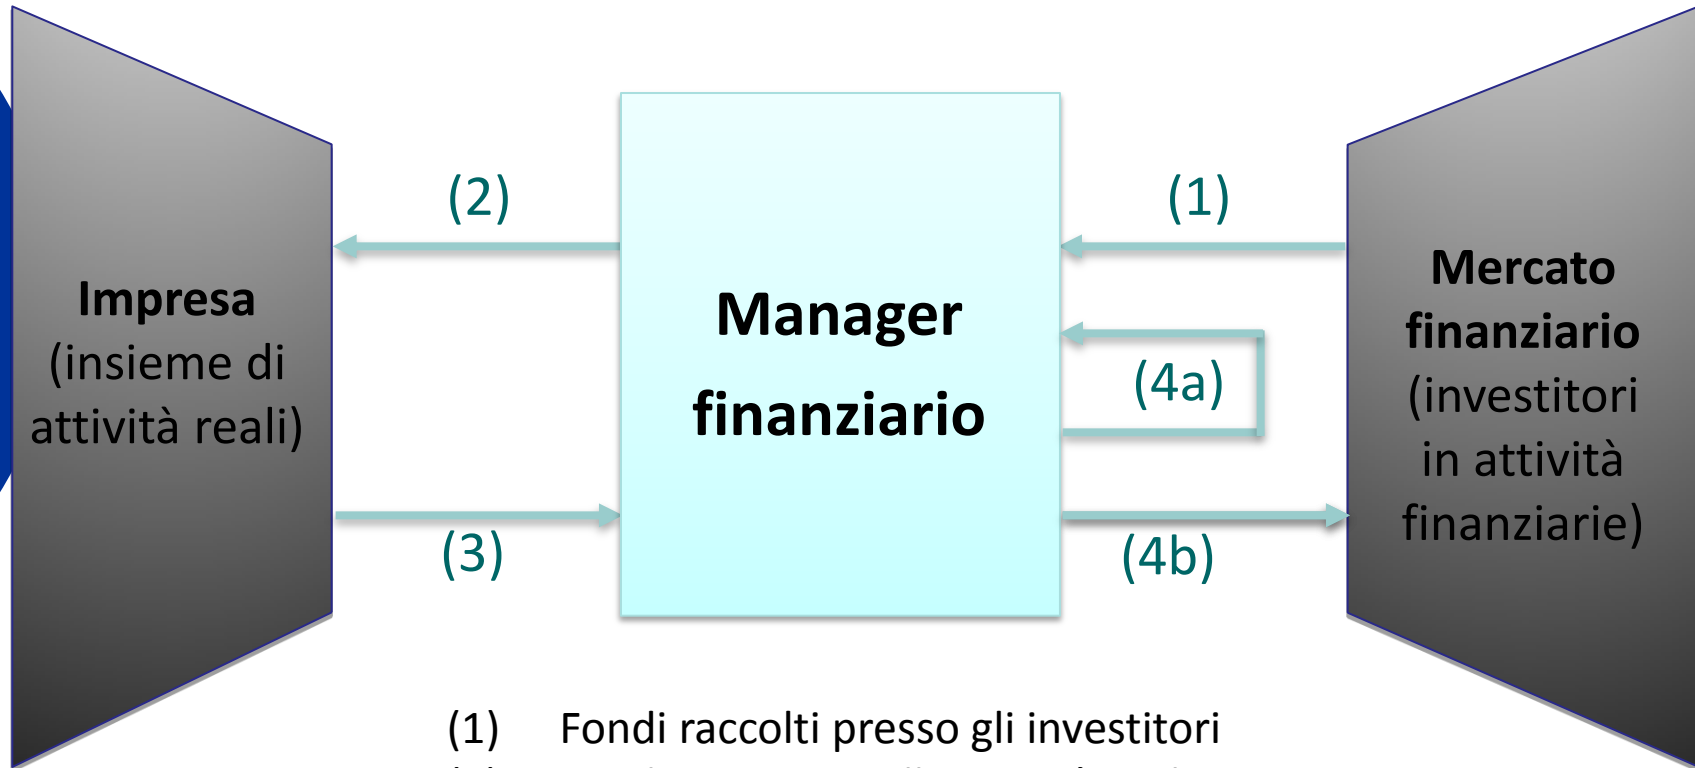 Impresa
(insieme di
attività reali)
(2)
(3)
Manager
finanziario
(1)
(4a)
(4b)
Mercato
finanziario
(investitori
in attività
finanziarie)
(1) Fondi raccolti presso gli investitori